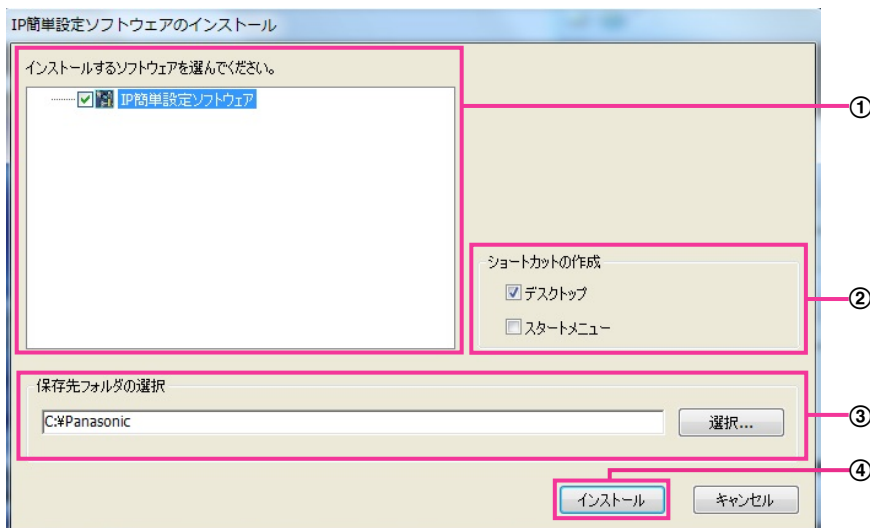 IP簡単設定ソフトウエアのインストール
インストールするソフトウェアを選んでください。
IP簡単設定ソフトウェア
①
ショートカットの作成
デスクトップ
スタートメニュー
②
保存先フォルダの選択
C:¥Panasonic
選択...
③
④
インストール
キャンセル